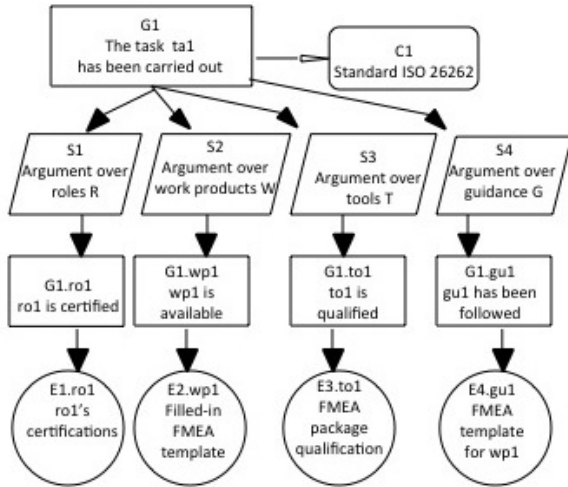 G1
The task ta1
has been carried out
C1
Standard ISO 26262
S1
Argument over
roles R
S2
Argument over
work products W
S3
Argument over
tools T
S4
Argument over
guidance G
G1.ro1
ro1 is certified
G1.wp1
wp1 is
available
G1.to1
to1 is
qualified
G1.gu1
gu1 has been
followed
E1.ro1
ro1's
certifications
E2.wp1
Filled-in
FMEA
template
E3.to1
FMEA
package
qualification
E4.gu1
FMEA
template
for wp1